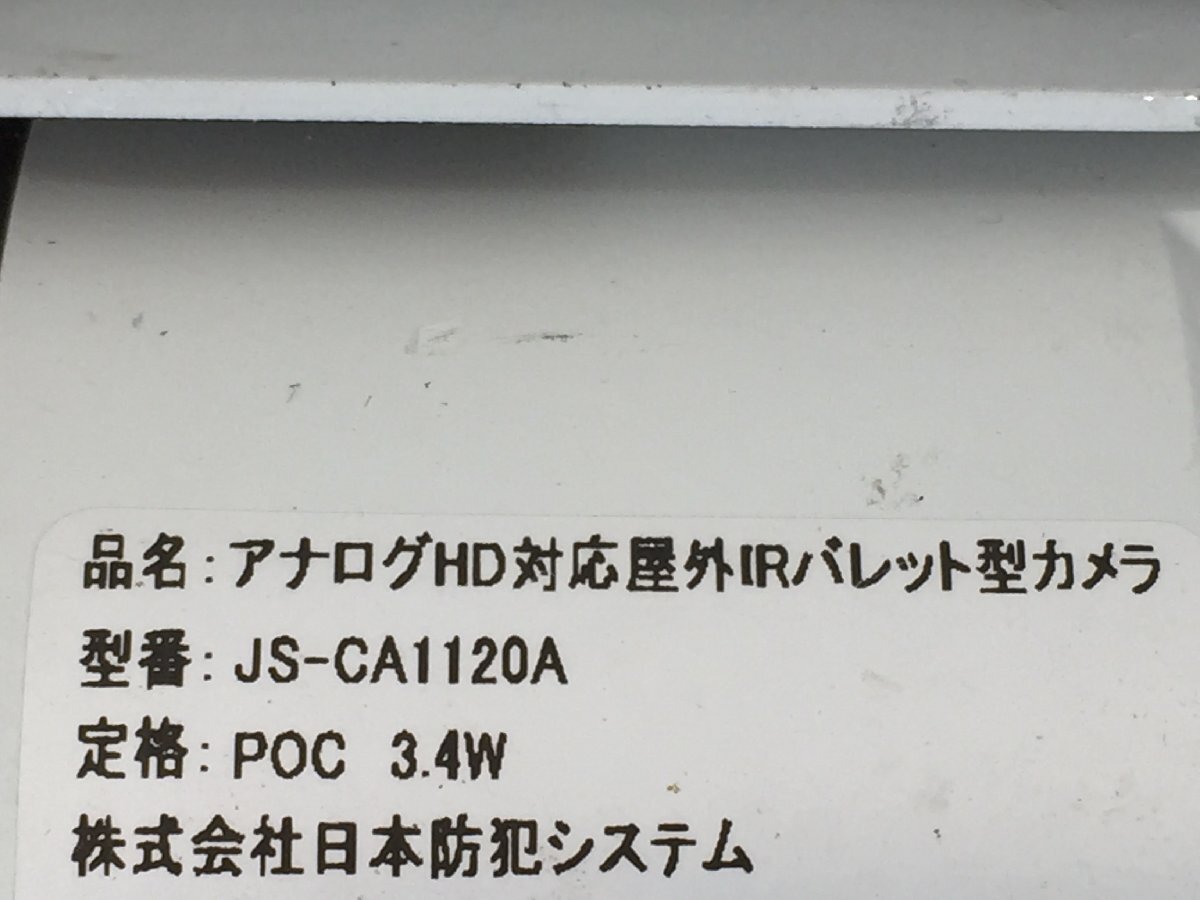 品名:アナログHD対応屋外IRバレット型カメラ
型番:JS-CA1120A
定格:POC 3.4W
株式会社日本防犯システム